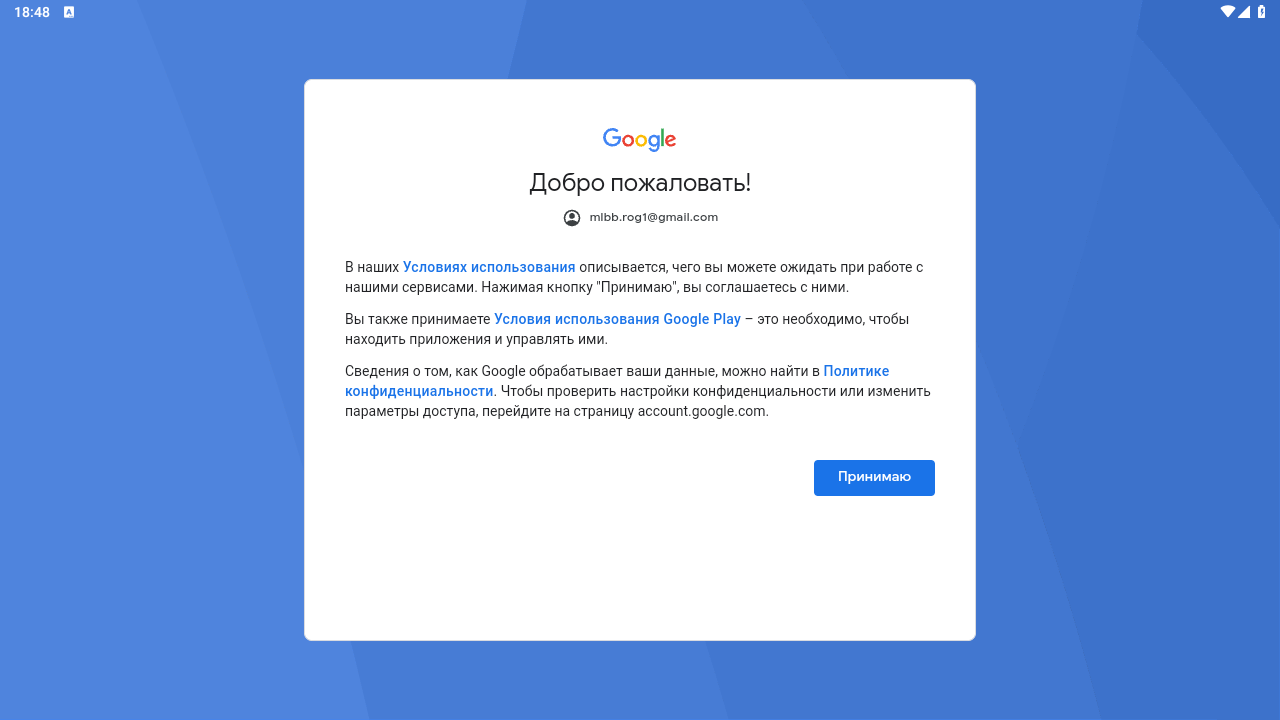 18:48
Google
Добро пожаловать!
mlbb.rog1@gmail.com
В наших Условиях использования описывается, чего вы можете ожидать при работе с
нашими сервисами. Нажимая кнопку "Принимаю", вы соглашаетесь с ними.
Вы также принимаете Условия использования Google Play – это необходимо, чтобы
находить приложения и управлять ими.
Сведения о том, как Google обрабатывает ваши данные, можно найти в Политике
конфиденциальности. Чтобы проверить настройки конфиденциальности или изменить
параметры доступа, перейдите на страницу account.google.com.
Принимаю